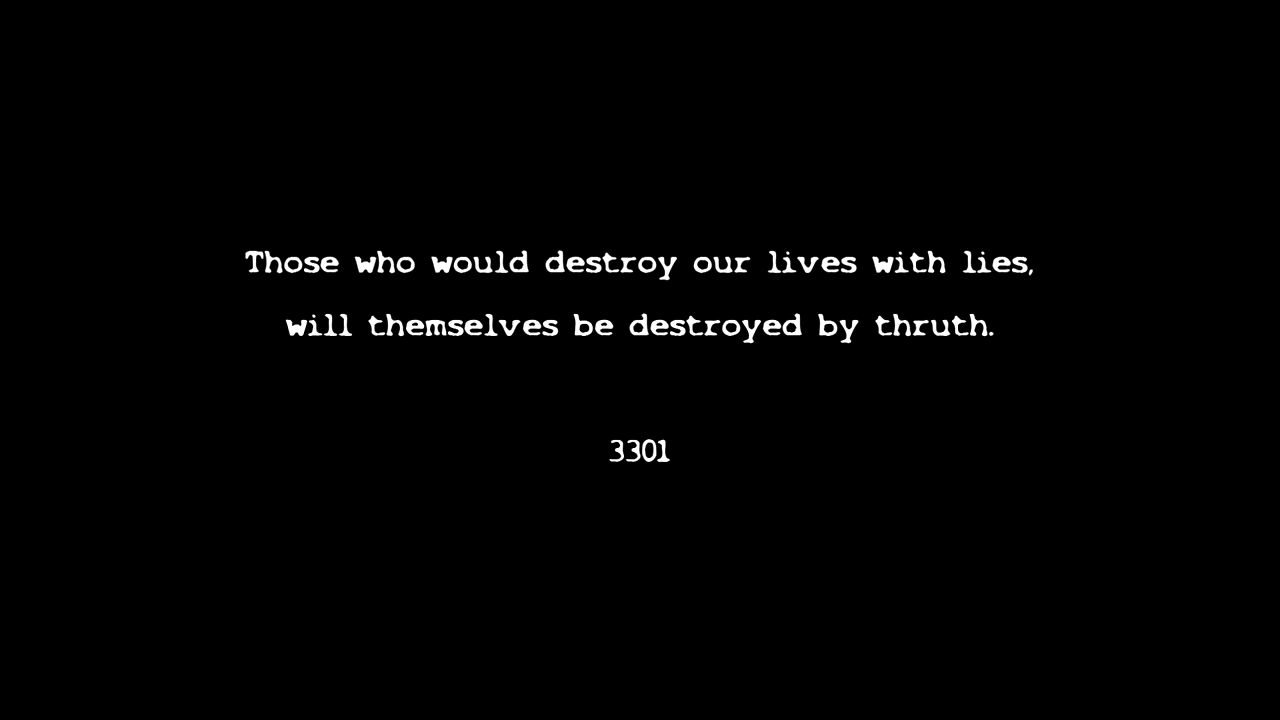 Those who would destroy our lives with lies,
will themselves be destroyed by thruth.
3301